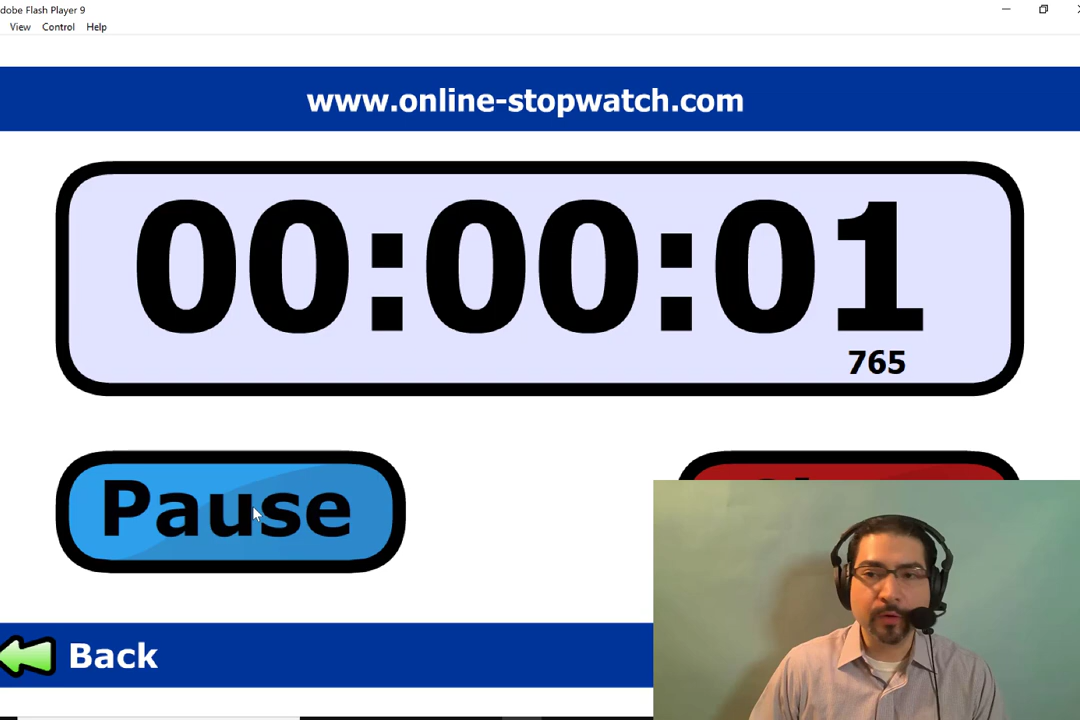 dobe Flash Player 9
View Control Help
www.online-stopwatch.com
00:00:01
765
Pause
Back